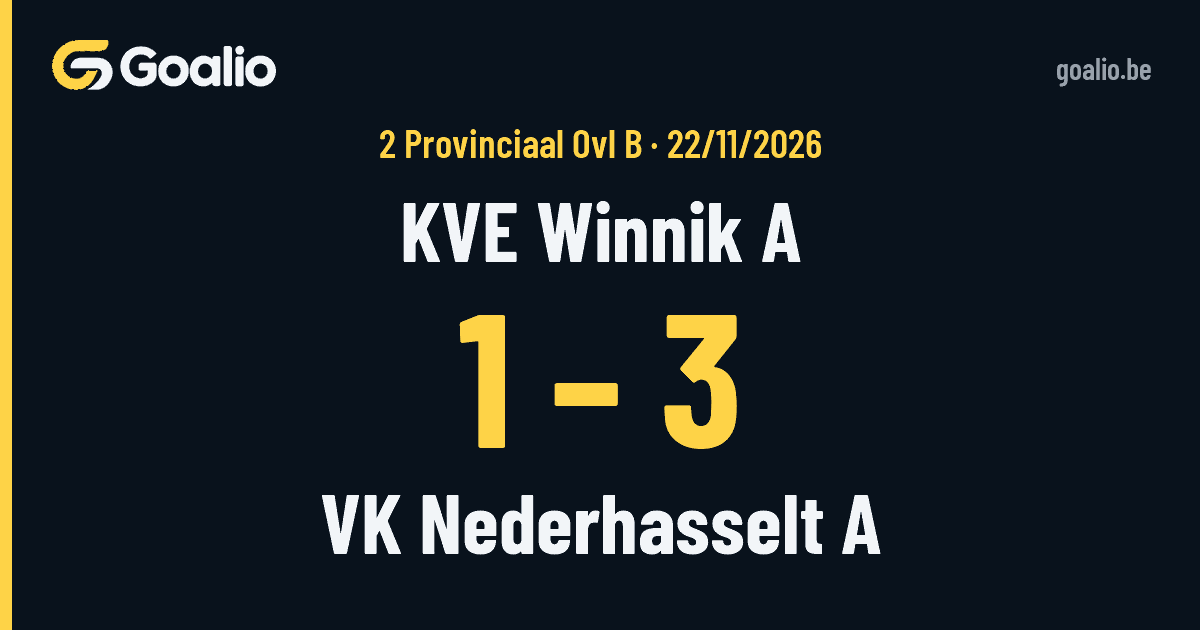 Goalio
goalio.be
2 Provinciaal Ovl B · 22/11/2026
KVE Winnik A
1 – 3
VK Nederhasselt A